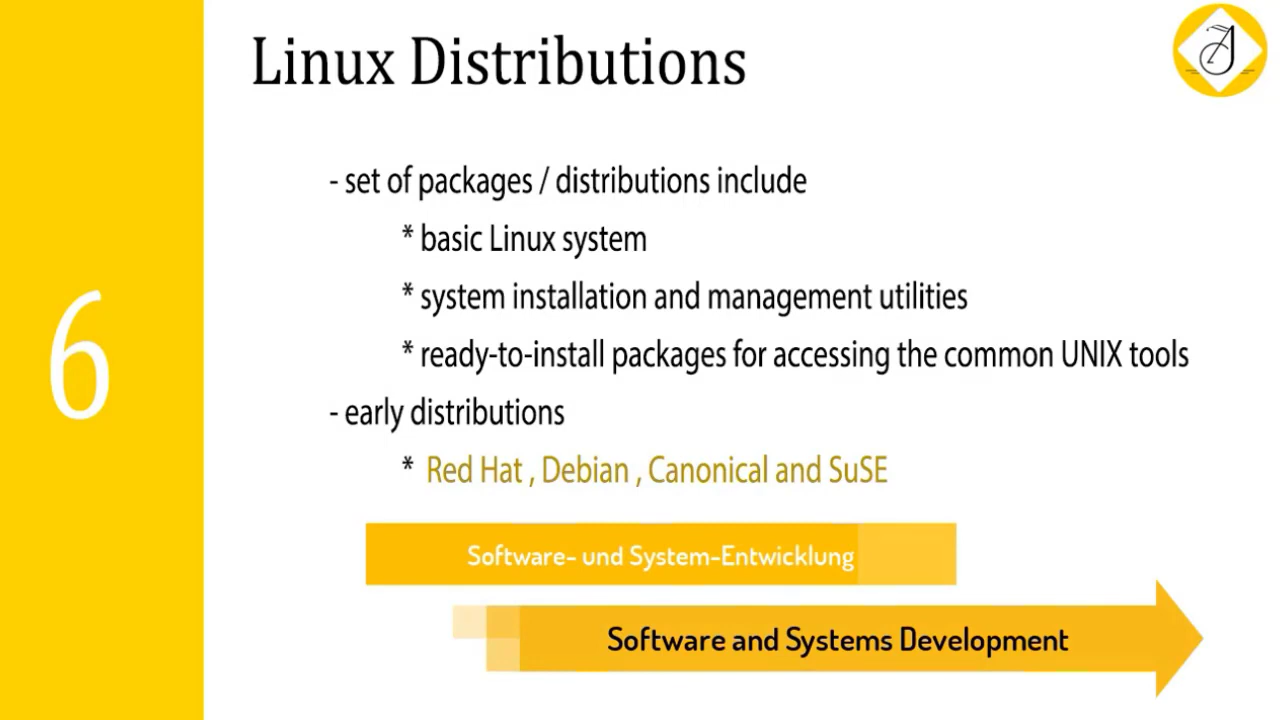 Linux Distributions
- set of packages / distributions include
* basic Linux system
* system installation and management utilities
* ready-to-install packages for accessing the common UNIX tools
- early distributions
* Red Hat , Debian , Canonical and SuSE
6
Software- und System-Entwicklung
Software and Systems Development